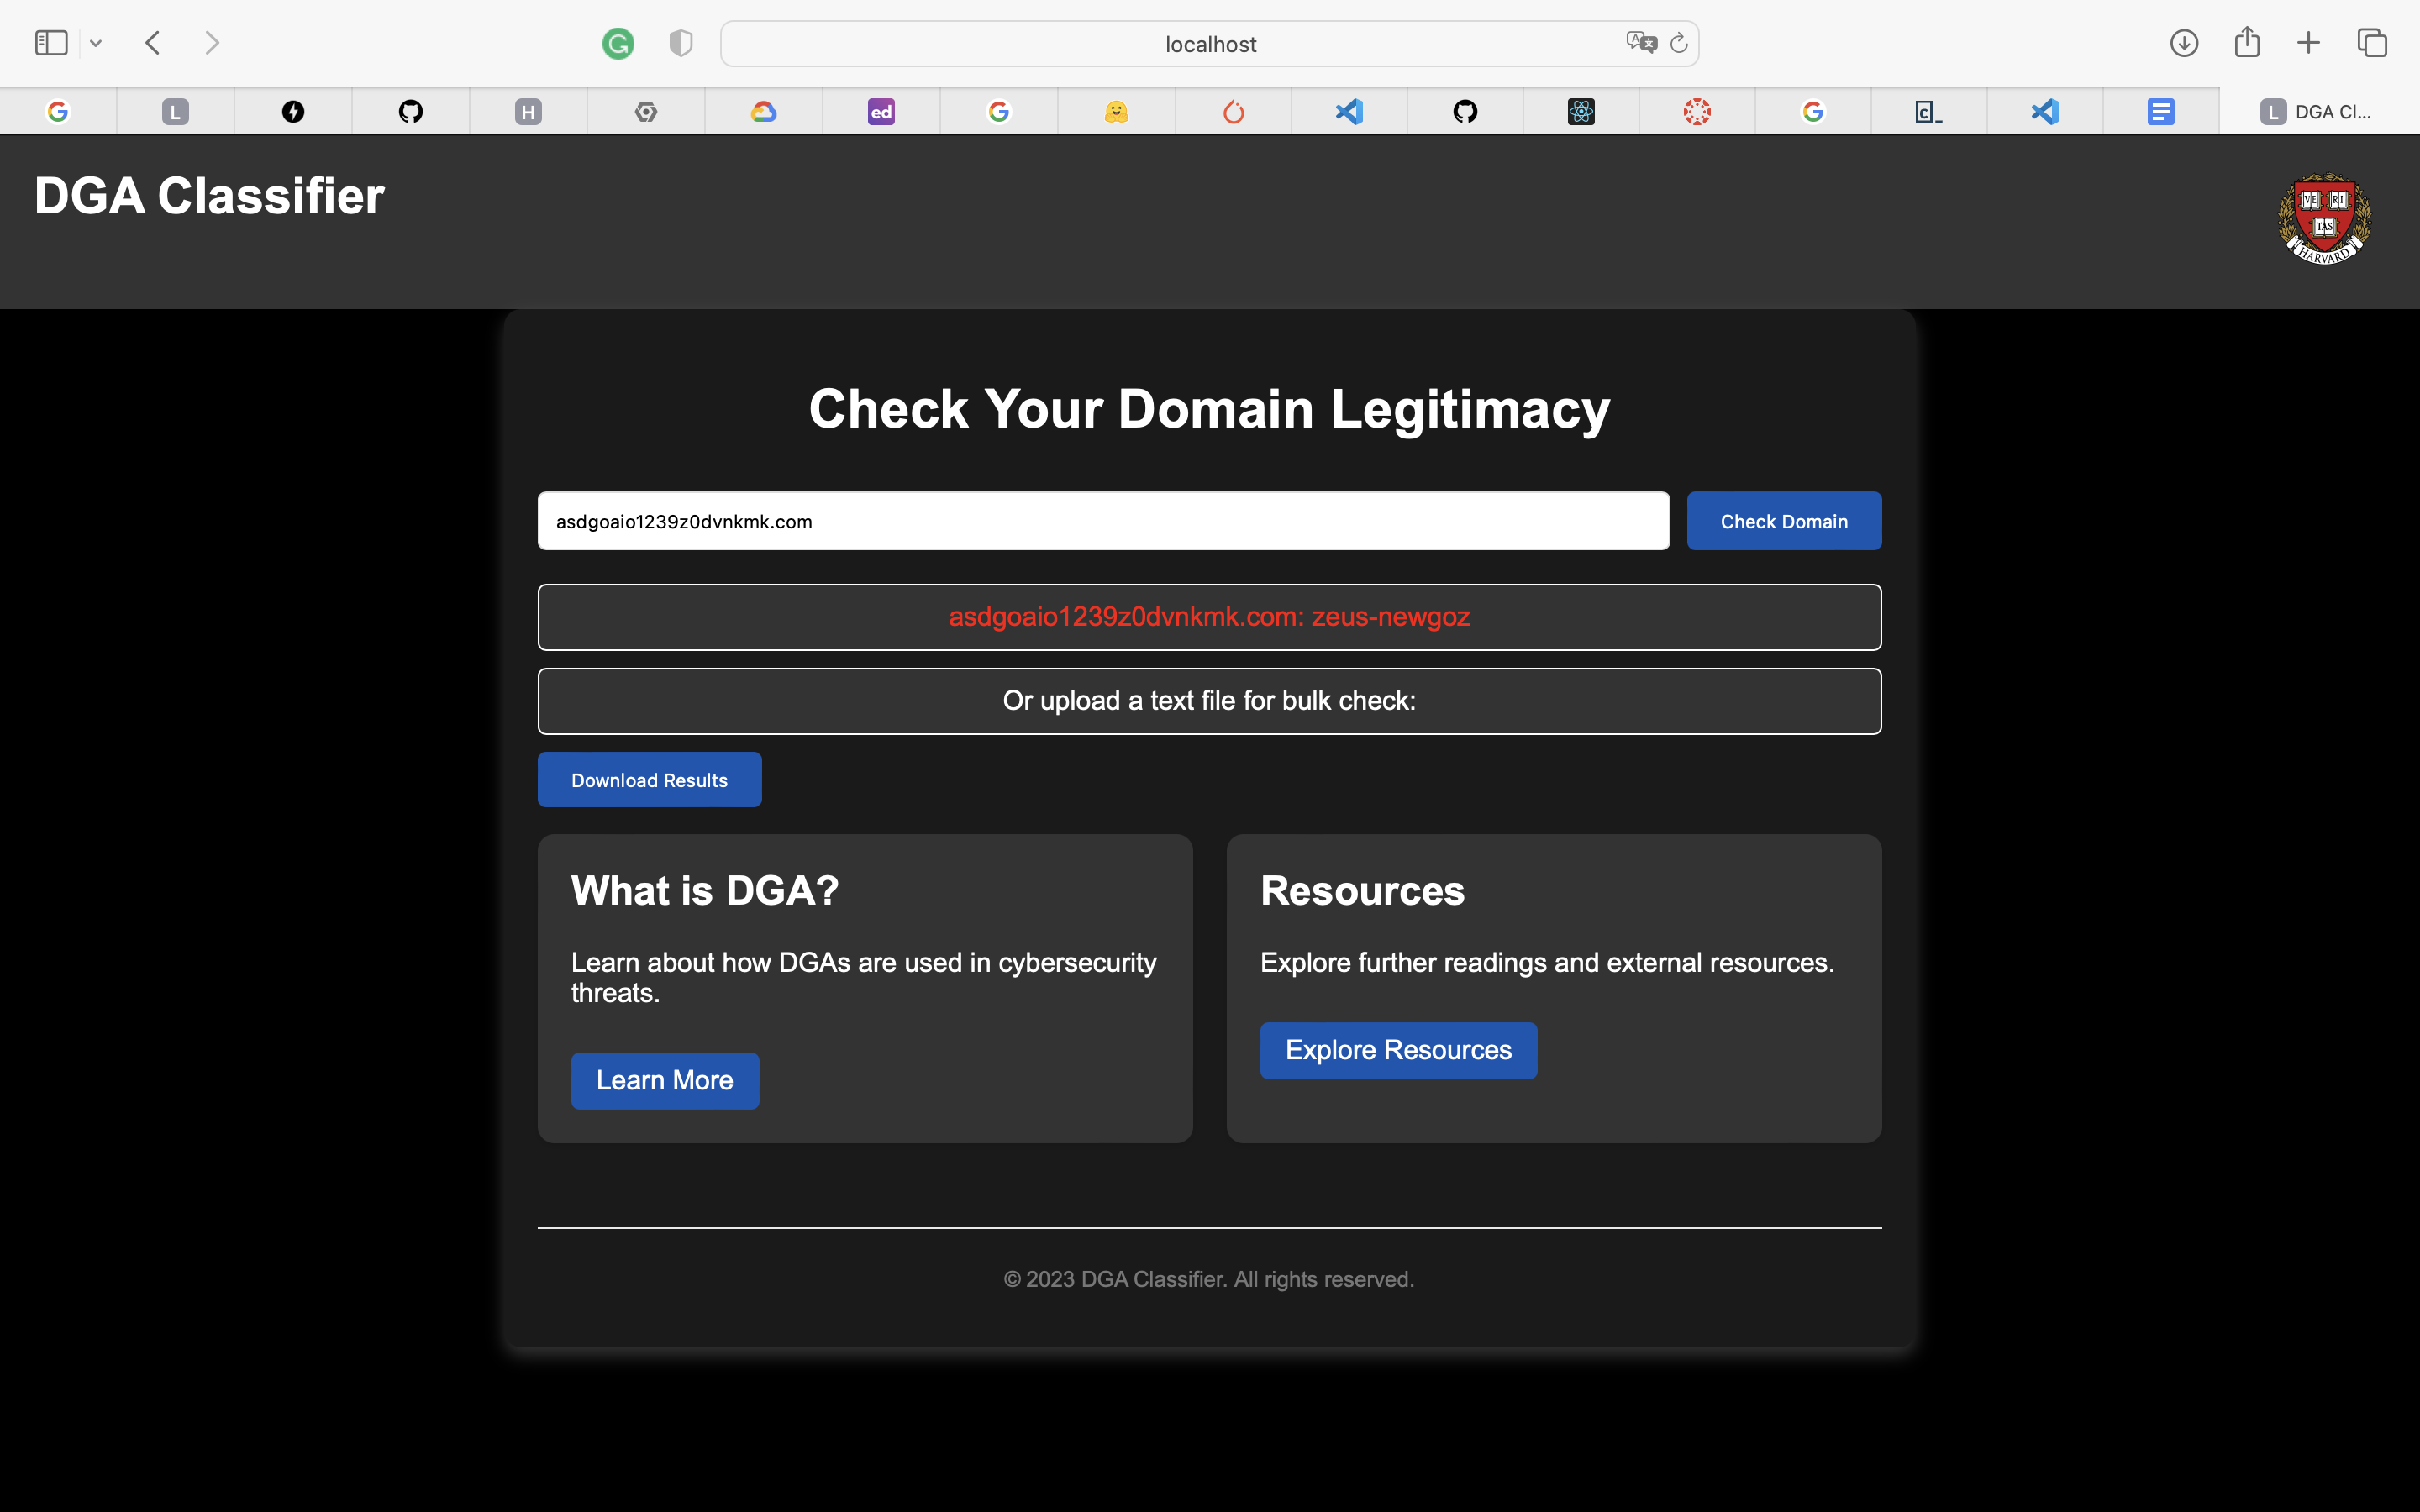 localhost
L
H
ed
C_
L DGA Cl...
DGA Classifier
VE RI
TAS
HARVARD
Check Your Domain Legitimacy
asdgoaio1239z0dvnkmk.com
Check Domain
asdgoaio1239z0dvnkmk.com: zeus-newgoz
Or upload a text file for bulk check:
Download Results
What is DGA?
Learn about how DGAs are used in cybersecurity
threats.
Learn More
Resources
Explore further readings and external resources.
Explore Resources
© 2023 DGA Classifier. All rights reserved.